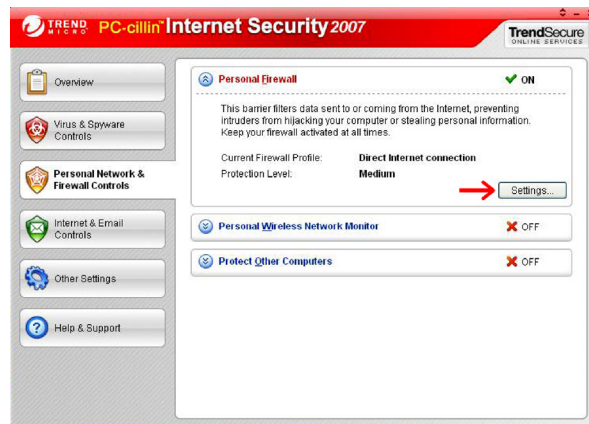 TREND MICRO PC-cillin™ Internet Security 2007
TrendSecure
ONLINE SERVICES
Overview
Virus & Spyware
Controls
Personal Network &
Firewall Controls
Internet & Email
Controls
Other Settings
Help & Support
Personal Firewall
ON
This barrier filters data sent to or coming from the Internet, preventing
intruders from hijacking your computer or stealing personal information.
Keep your firewall activated at all times.
Current Firewall Profile: Direct Internet connection
Protection Level: Medium
Settings...
Personal Wireless Network Monitor OFF
Protect Other Computers OFF